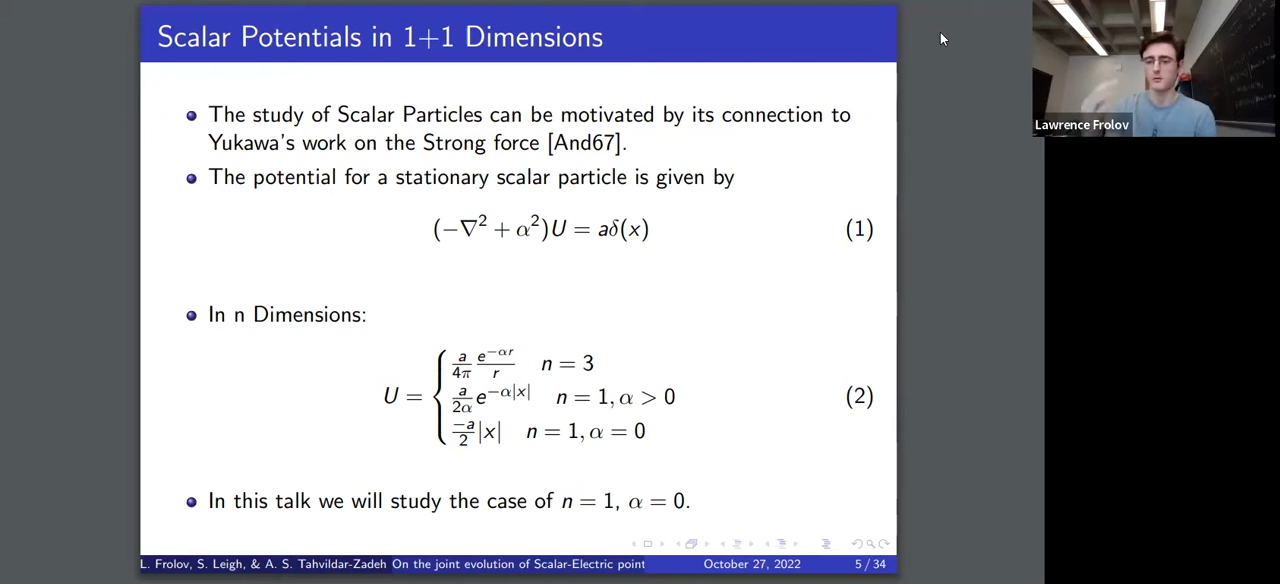 Scalar Potentials in 1+1 Dimensions
Lawrence Frolov
The study of Scalar Particles can be motivated by its connection to
Yukawa's work on the Strong force [And67].
The potential for a stationary scalar particle is given by
(−∇² + α²)U = aδ(x) (1)
In n Dimensions:
U = { a/4π e^{−αr}/r n = 3
a/2α e^{−α|x|} n = 1, α > 0 (2)
−a/2 |x| n = 1, α = 0
In this talk we will study the case of n = 1, α = 0.
L. Frolov, S. Leigh, & A. S. Tahvildar-Zadeh On the joint evolution of Scalar-Electric point October 27, 2022 5 / 34